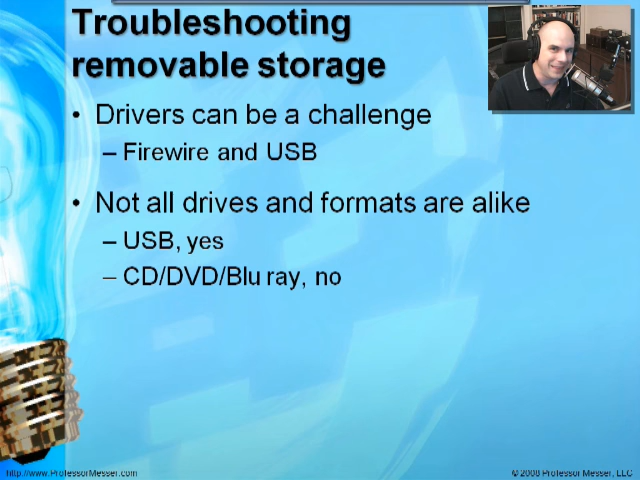 Troubleshooting
removable storage
• Drivers can be a challenge
– Firewire and USB
• Not all drives and formats are alike
– USB, yes
– CD/DVD/Blu ray, no
http://www.ProfessorMesser.com
© 2008 Professor Messer, LLC